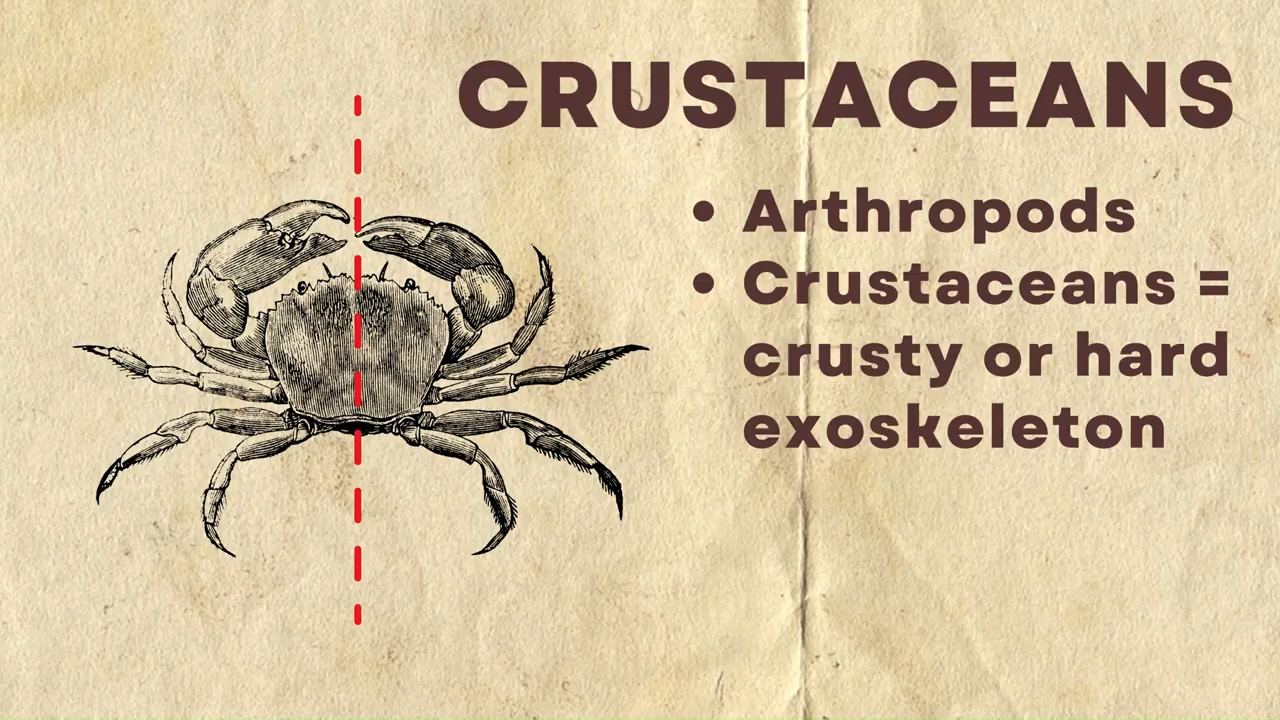 CRUSTACEANS
• Arthropods
• Crustaceans =
crusty or hard
exoskeleton